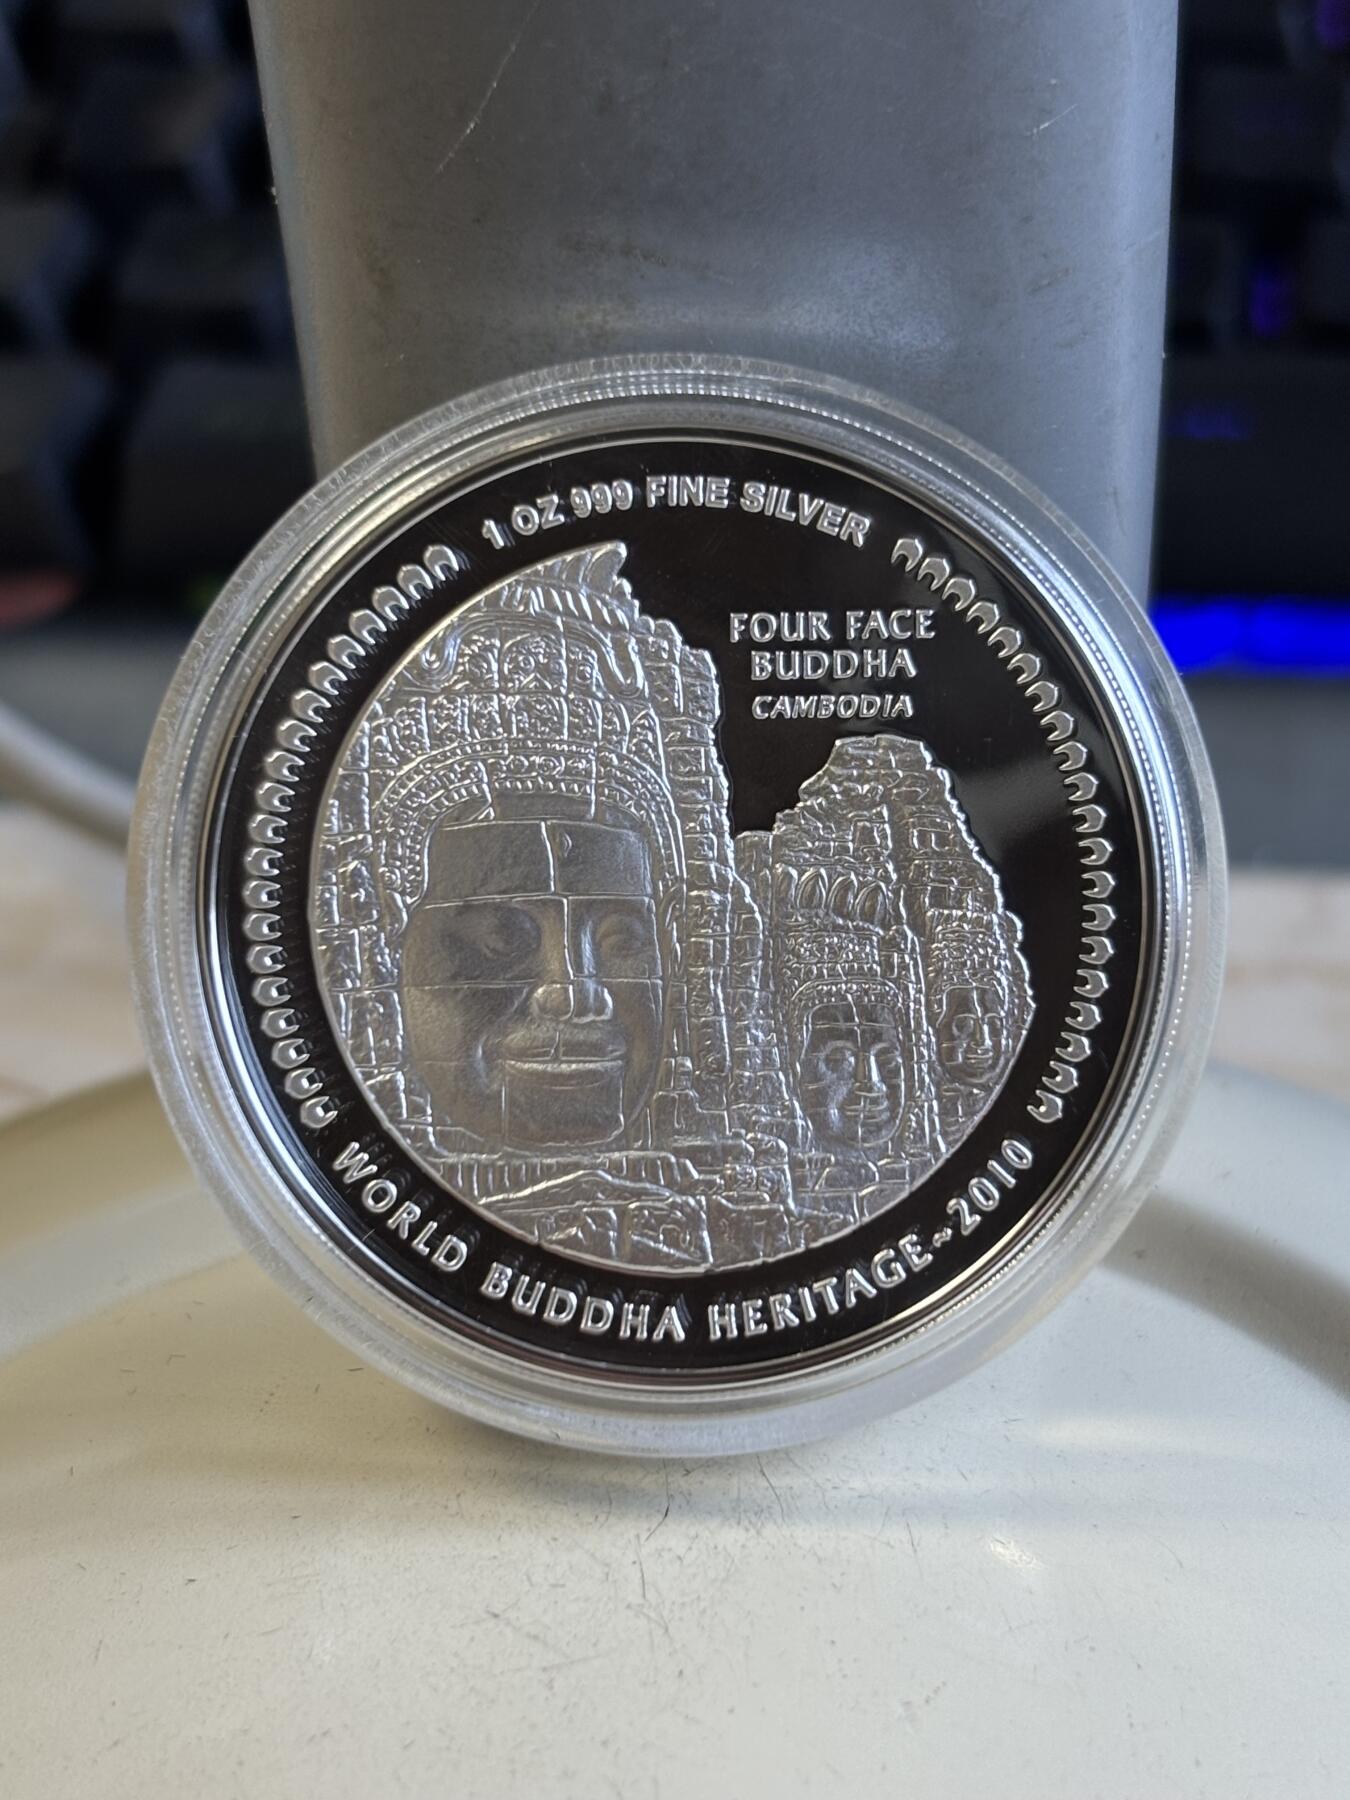 1 OZ 999 FINE SILVER
FOUR FACE
BUDDHA
CAMBODIA
WORLD BUDDHA HERITAGE~2010